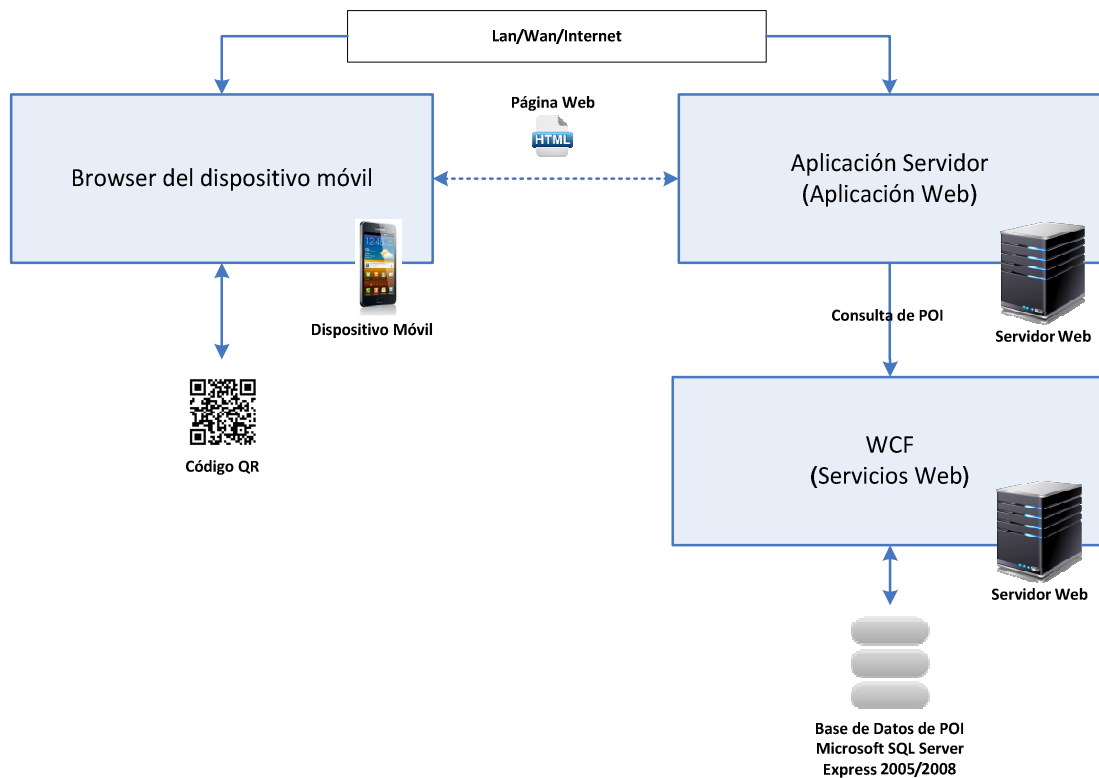 Lan/Wan/Internet
Página Web
HTML
Browser del dispositivo móvil
Aplicación Servidor
(Aplicación Web)
Dispositivo Móvil
Consulta de POI
Servidor Web
WCF
(Servicios Web)
Código QR
Servidor Web
Base de Datos de POI
Microsoft SQL Server
Express 2005/2008